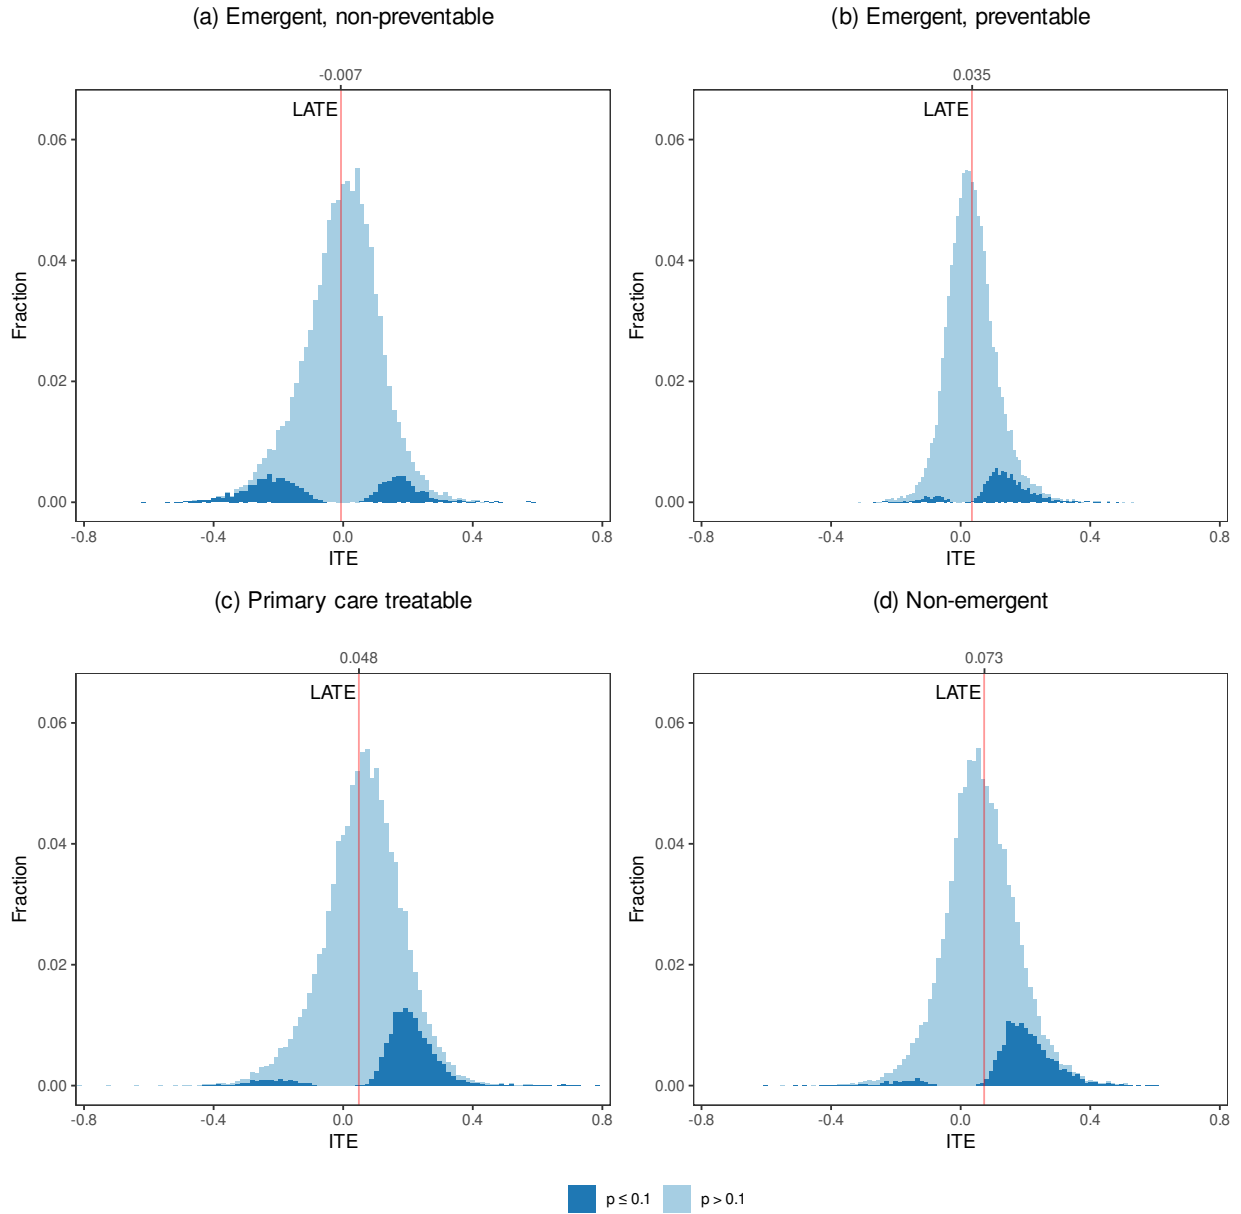 (a) Emergent, non-preventable
-0.007
LATE
0.06
0.04
0.02
0.00
Fraction
-0.8 -0.4 0.0 0.4 0.8
ITE
(b) Emergent, preventable
0.035
LATE
0.06
0.04
0.02
0.00
Fraction
-0.8 -0.4 0.0 0.4 0.8
ITE
(c) Primary care treatable
0.048
LATE
0.06
0.04
0.02
0.00
Fraction
-0.8 -0.4 0.0 0.4 0.8
ITE
(d) Non-emergent
0.073
LATE
0.06
0.04
0.02
0.00
Fraction
-0.8 -0.4 0.0 0.4 0.8
ITE
p ≤ 0.1 p > 0.1